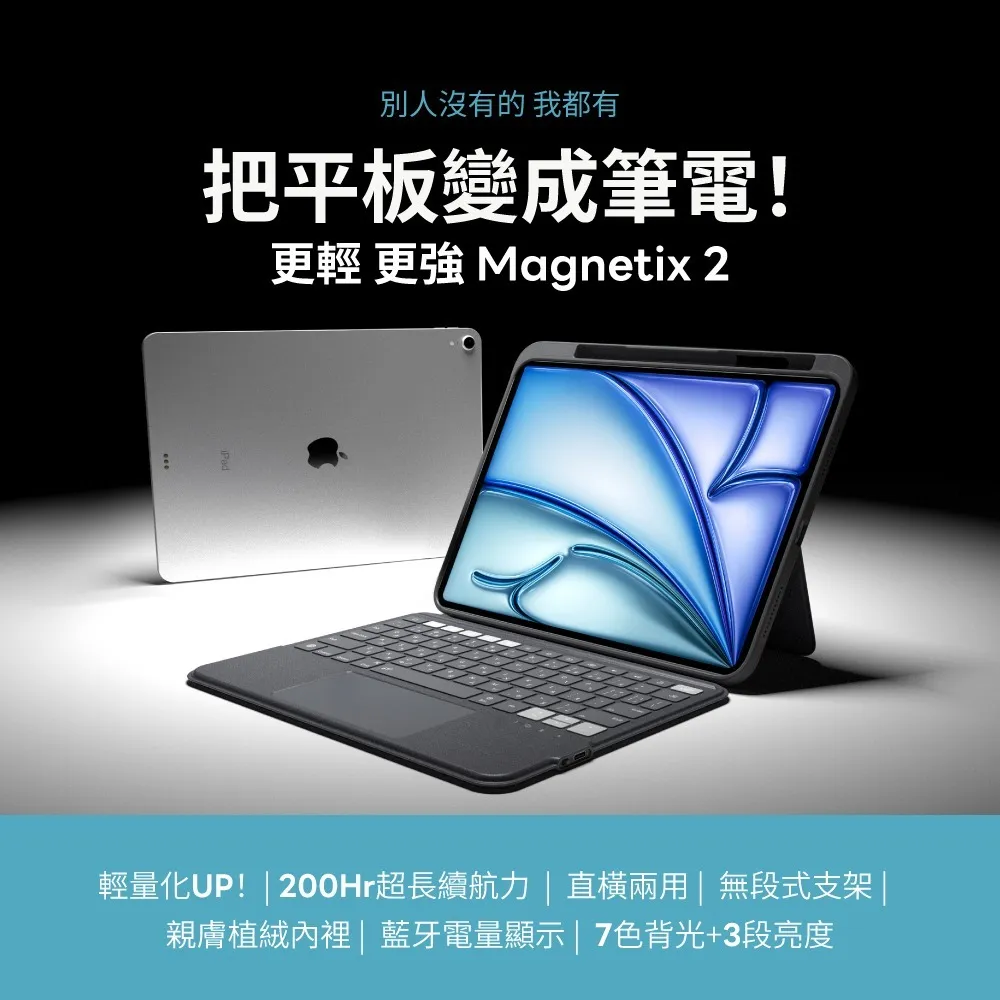 別人沒有的 我都有
把平板變成筆電！
更輕 更強 Magnetix 2
iPad
輕量化UP！｜200Hr超長續航力｜直橫兩用｜無段式支架｜
親膚植絨內裡｜藍牙電量顯示｜7色背光+3段亮度